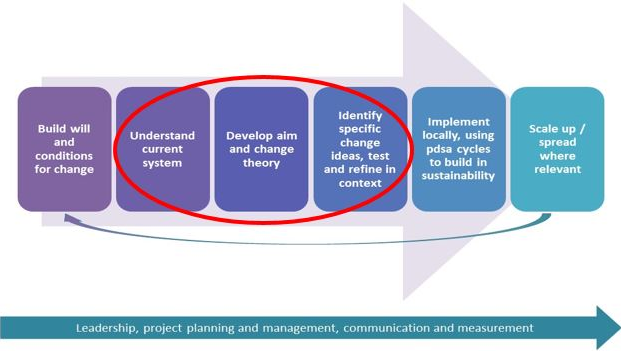 Build will
and
conditions
for change
Understand
current
system
Develop aim
and change
theory
Identify
specific
change
ideas, test
and refine in
context
Implement
locally, using
pdsa cycles
to build in
sustainability
Scale up /
spread
where
relevant
Leadership, project planning and management, communication and measurement